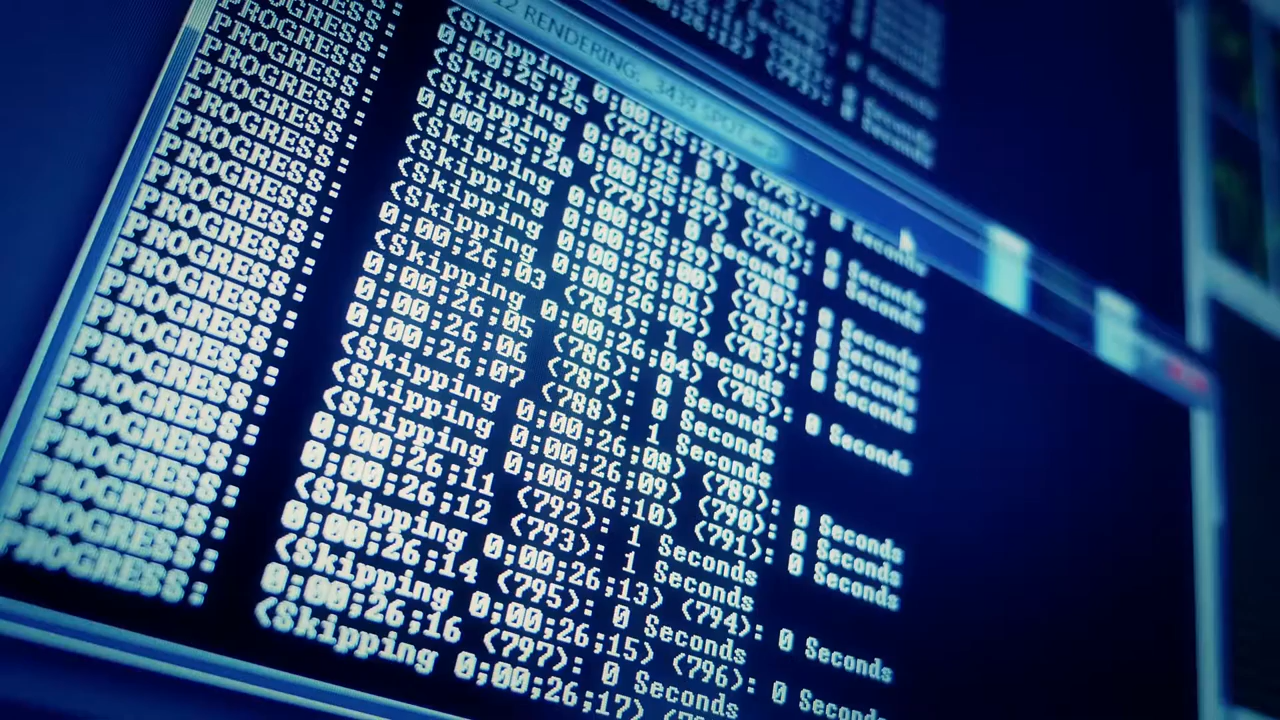 12 RENDERING: 3439 SPOT
PROGRESS: (Skipping 0;00;25;24) (775): 0 Seconds
PROGRESS: 0;00;25;25 (776): 0 Seconds
PROGRESS: (Skipping 0;00;25;26) (777): 0 Seconds
PROGRESS: (Skipping 0;00;25;27) (778): 0 Seconds
PROGRESS: 0;00;25;28 (779): 0 Seconds
PROGRESS: (Skipping 0;00;25;29) (780): 0 Seconds
PROGRESS: (Skipping 0;00;26;00) (781): 0 Seconds
PROGRESS: (Skipping 0;00;26;01) (782): 0 Seconds
PROGRESS: (Skipping 0;00;26;02) (783): 0 Seconds
PROGRESS: 0;00;26;03 (784): 1 Seconds
PROGRESS: (Skipping 0;00;26;04) (785): 0 Seconds
PROGRESS: 0;00;26;05 (786): 0 Seconds
PROGRESS: 0;00;26;06 (787): 0 Seconds
PROGRESS: 0;00;26;07 (788): 1 Seconds
PROGRESS: (Skipping 0;00;26;08) (789): 0 Seconds
PROGRESS: (Skipping 0;00;26;09) (790): 0 Seconds
PROGRESS: (Skipping 0;00;26;10) (791): 0 Seconds
PROGRESS: 0;00;26;11 (792): 1 Seconds
PROGRESS: 0;00;26;12 (793): 1 Seconds
PROGRESS: (Skipping 0;00;26;13) (794): 0 Seconds
PROGRESS: 0;00;26;14 (795): 0 Seconds
PROGRESS: (Skipping 0;00;26;15) (796): 0 Seconds
PROGRESS: 0;00;26;16 (797): 0 Seconds
PROGRESS: (Skipping 0;00;26;17)